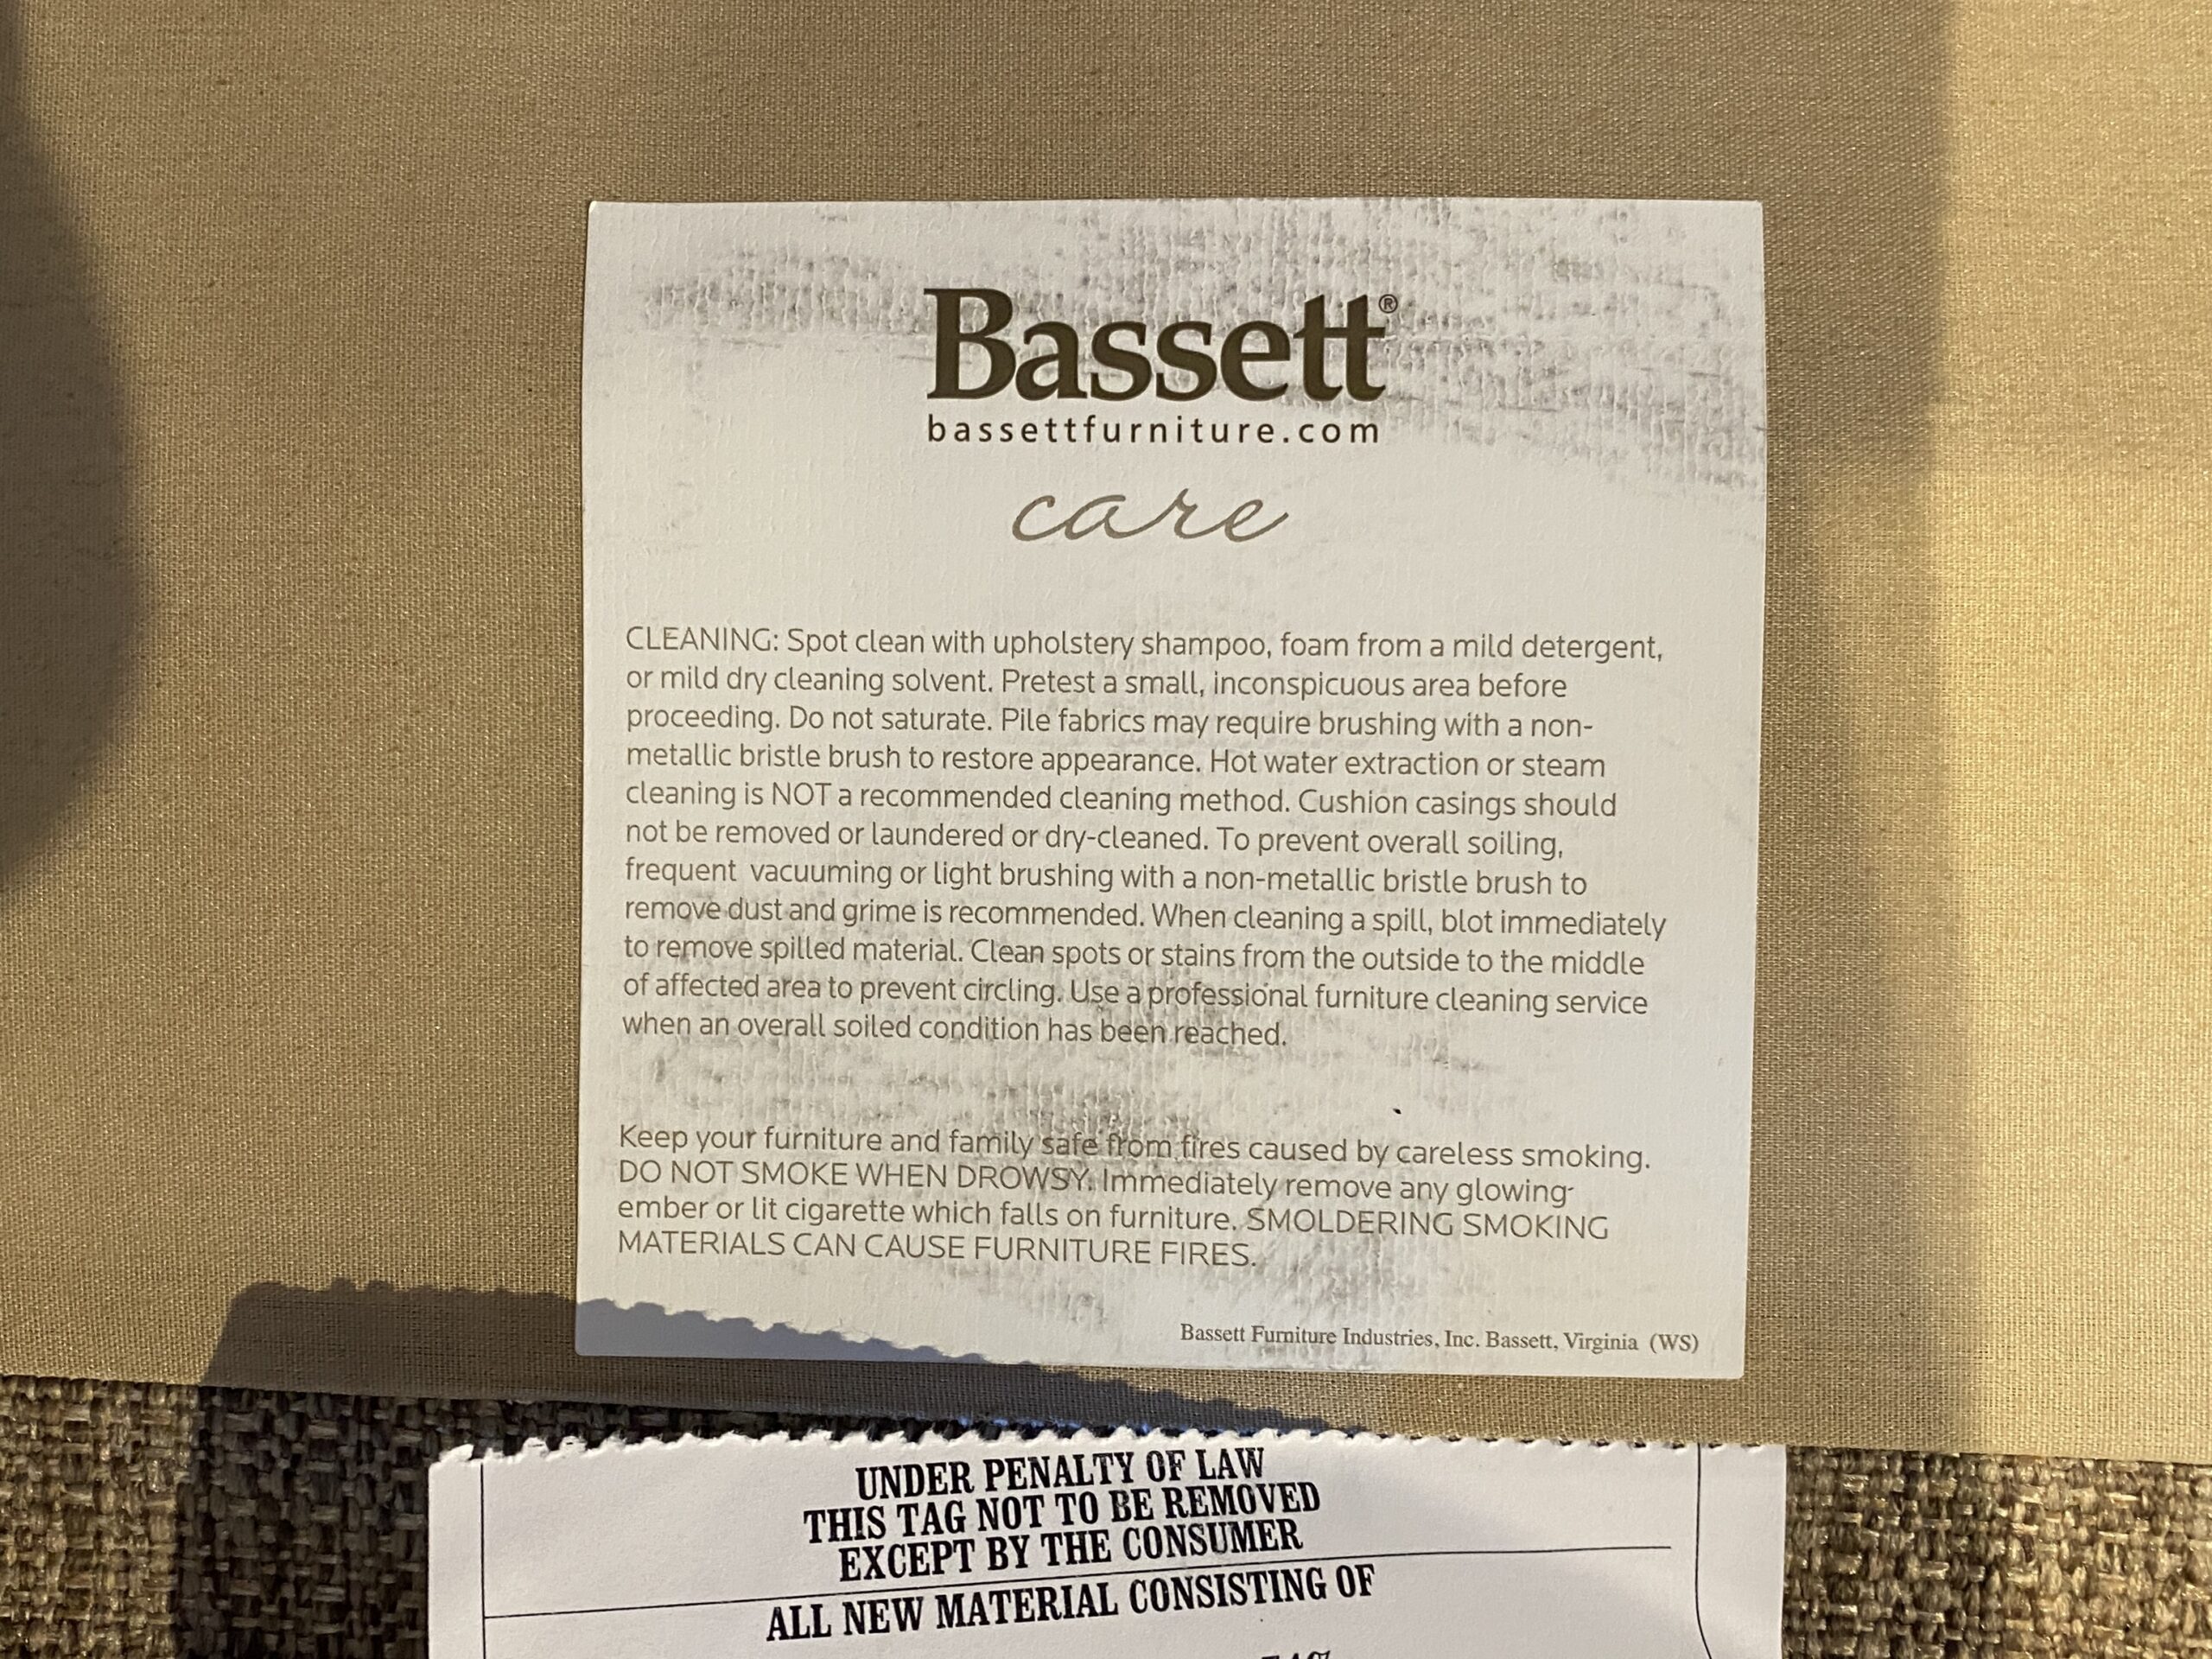 Bassett®
bassettfurniture.com
care
CLEANING: Spot clean with upholstery shampoo, foam from a mild detergent,
or mild dry cleaning solvent. Pretest a small, inconspicuous area before
proceeding. Do not saturate. Pile fabrics may require brushing with a non-
metallic bristle brush to restore appearance. Hot water extraction or steam
cleaning is NOT a recommended cleaning method. Cushion casings should
not be removed or laundered or dry-cleaned. To prevent overall soiling,
frequent vacuuming or light brushing with a non-metallic bristle brush to
remove dust and grime is recommended. When cleaning a spill, blot immediately
to remove spilled material. Clean spots or stains from the outside to the middle
of affected area to prevent circling. Use a professional furniture cleaning service
when an overall soiled condition has been reached.
Keep your furniture and family safe from fires caused by careless smoking.
DO NOT SMOKE WHEN DROWSY. Immediately remove any glowing
ember or lit cigarette which falls on furniture. SMOLDERING SMOKING
MATERIALS CAN CAUSE FURNITURE FIRES.
Bassett Furniture Industries, Inc. Bassett, Virginia (WS)
UNDER PENALTY OF LAW
THIS TAG NOT TO BE REMOVED
EXCEPT BY THE CONSUMER
ALL NEW MATERIAL CONSISTING OF